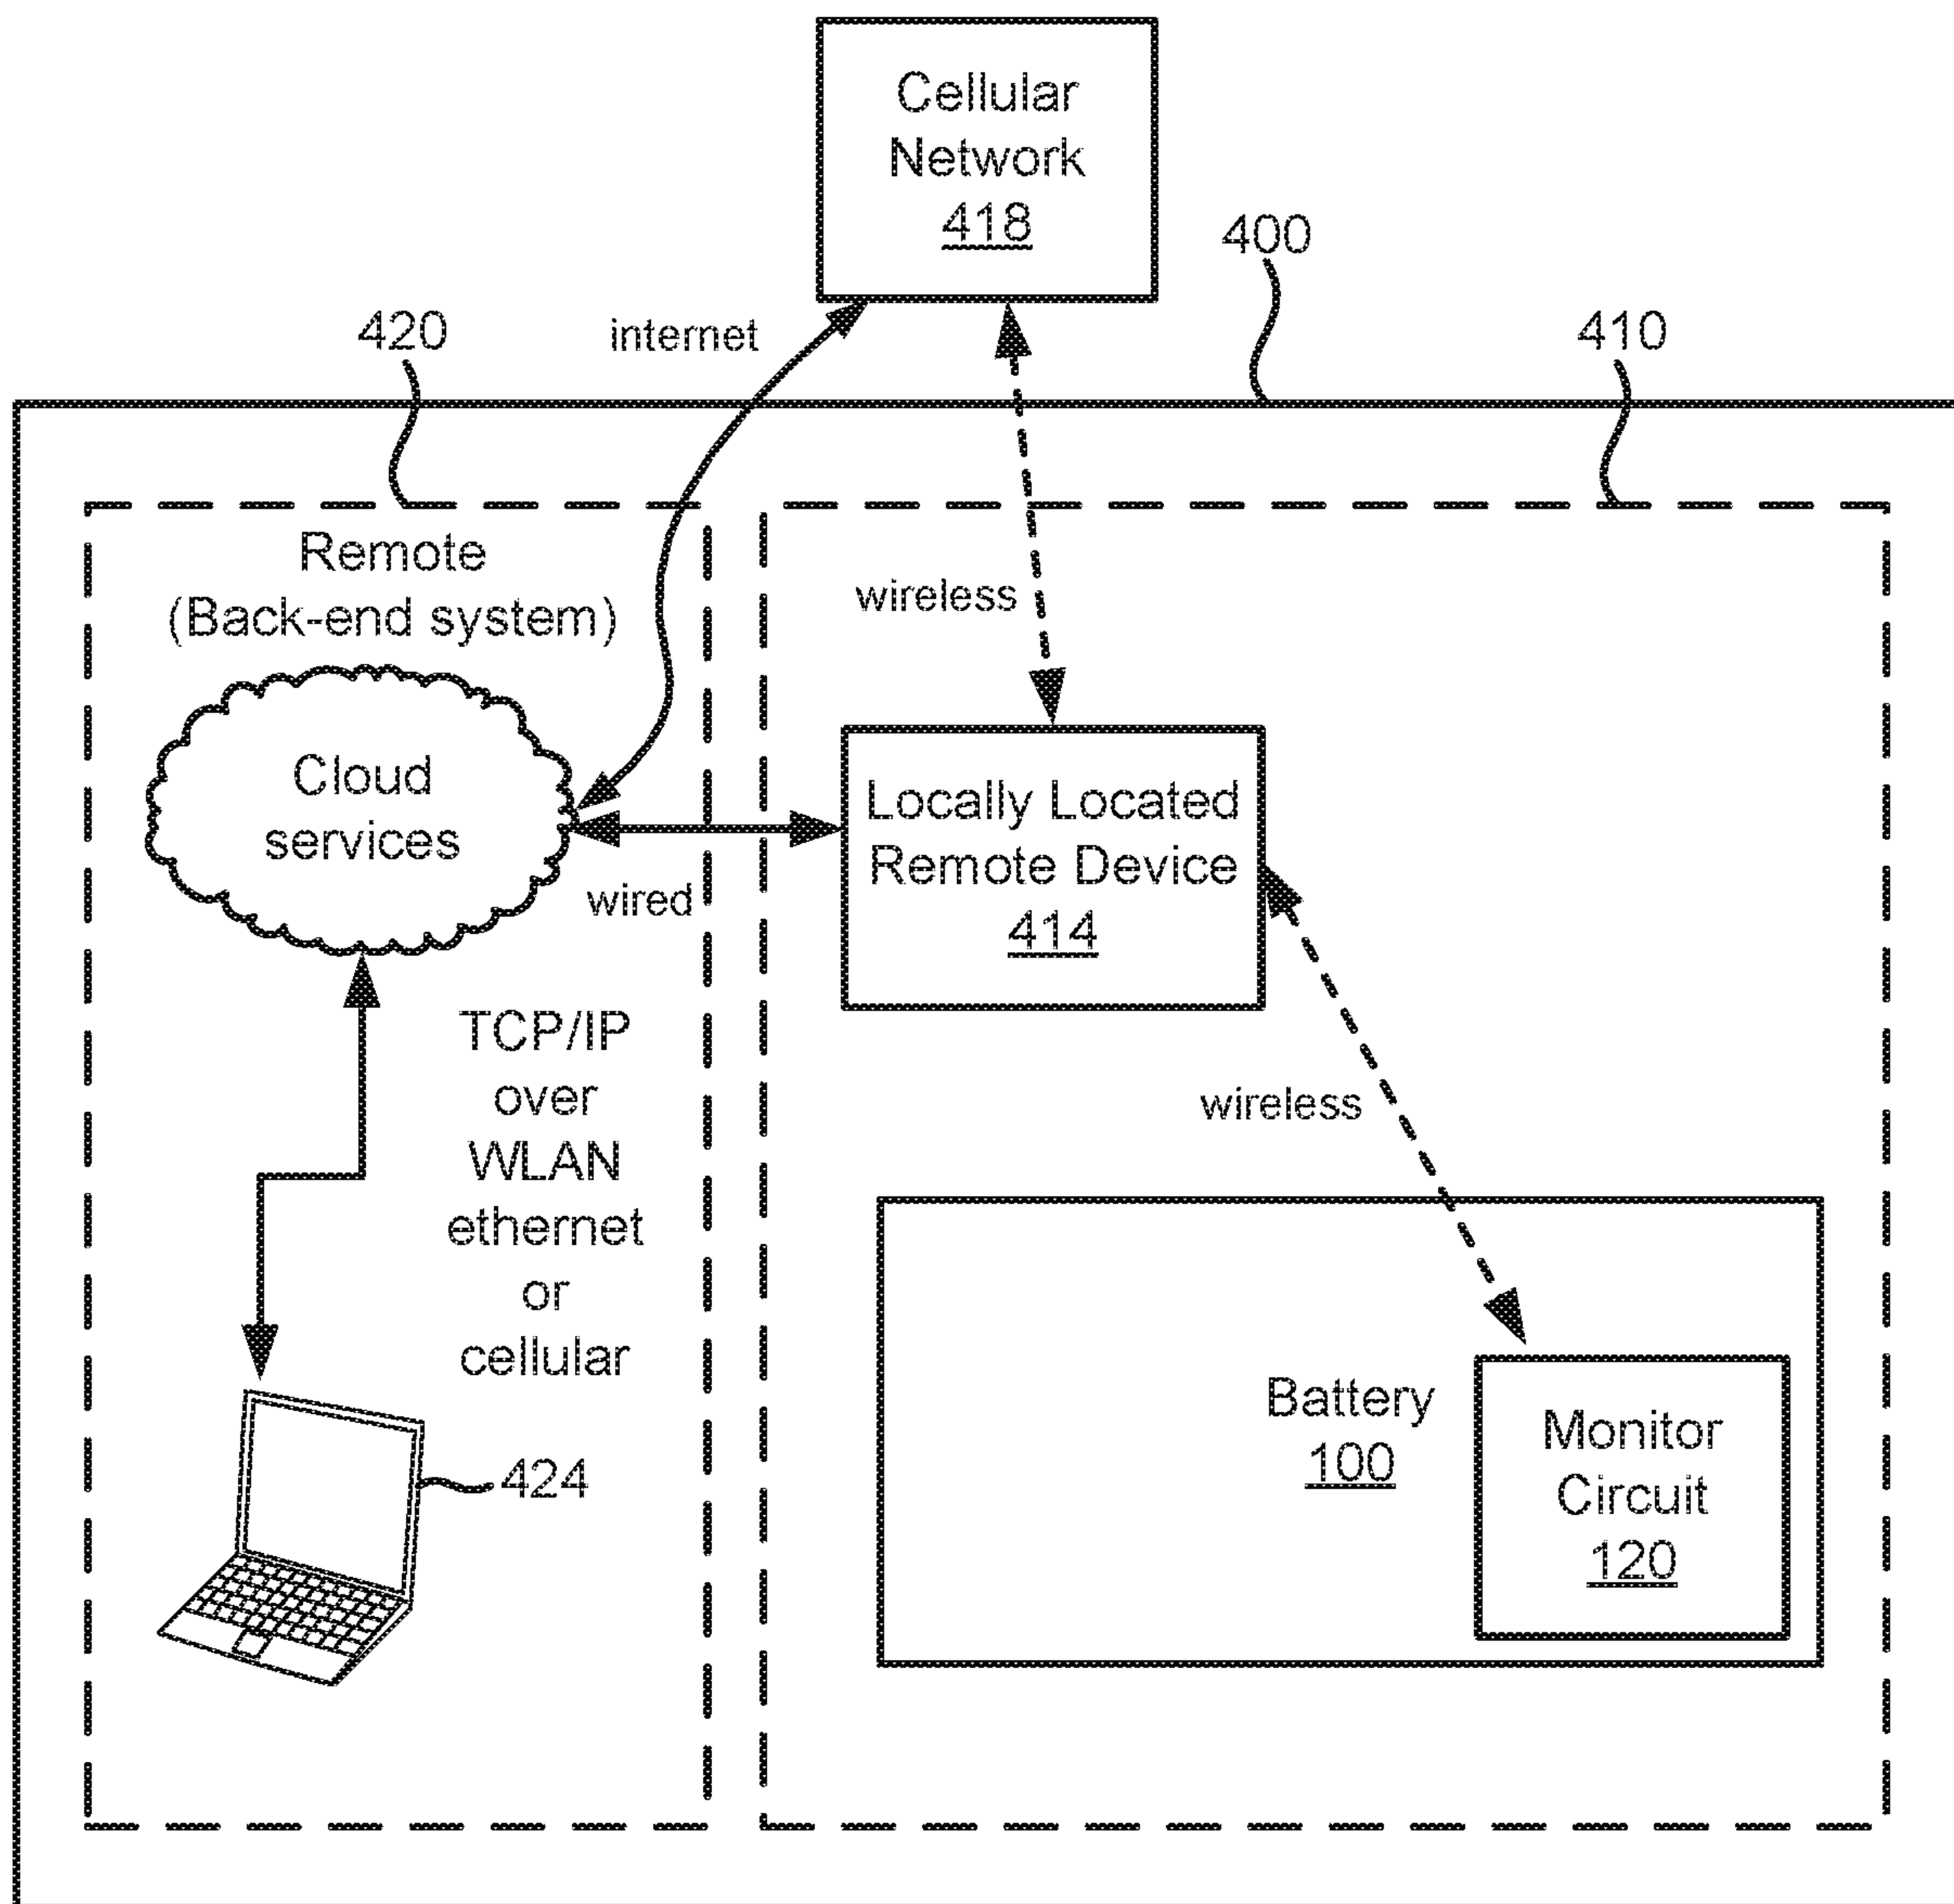 Cellular
Network
418
400
420
internet
410
Remote
(Back-end system)
wireless
Cloud
services
Locally Located
Remote Device
414
wired
TCP/IP
over
WLAN
ethernet
or
cellular
wireless
424
Battery
100
Monitor
Circuit
120